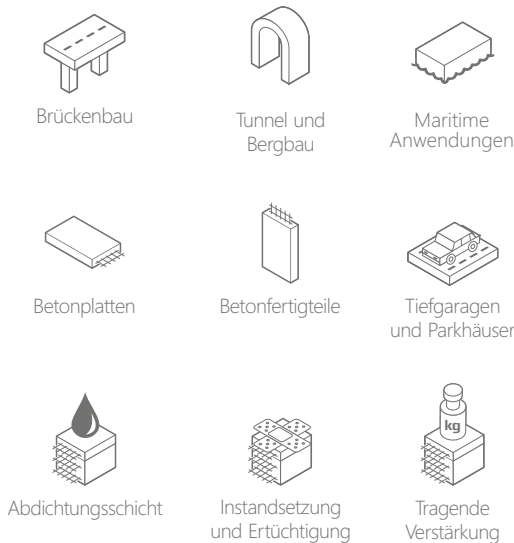 Brückenbau
Tunnel und
Bergbau
Maritime
Anwendungen
Betonplatten
Betonfertigteile
Tiefgaragen
und Parkhäuser
Abdichtungsschicht
Instandsetzung
und Ertüchtigung
kg
Tragende
Verstärkung